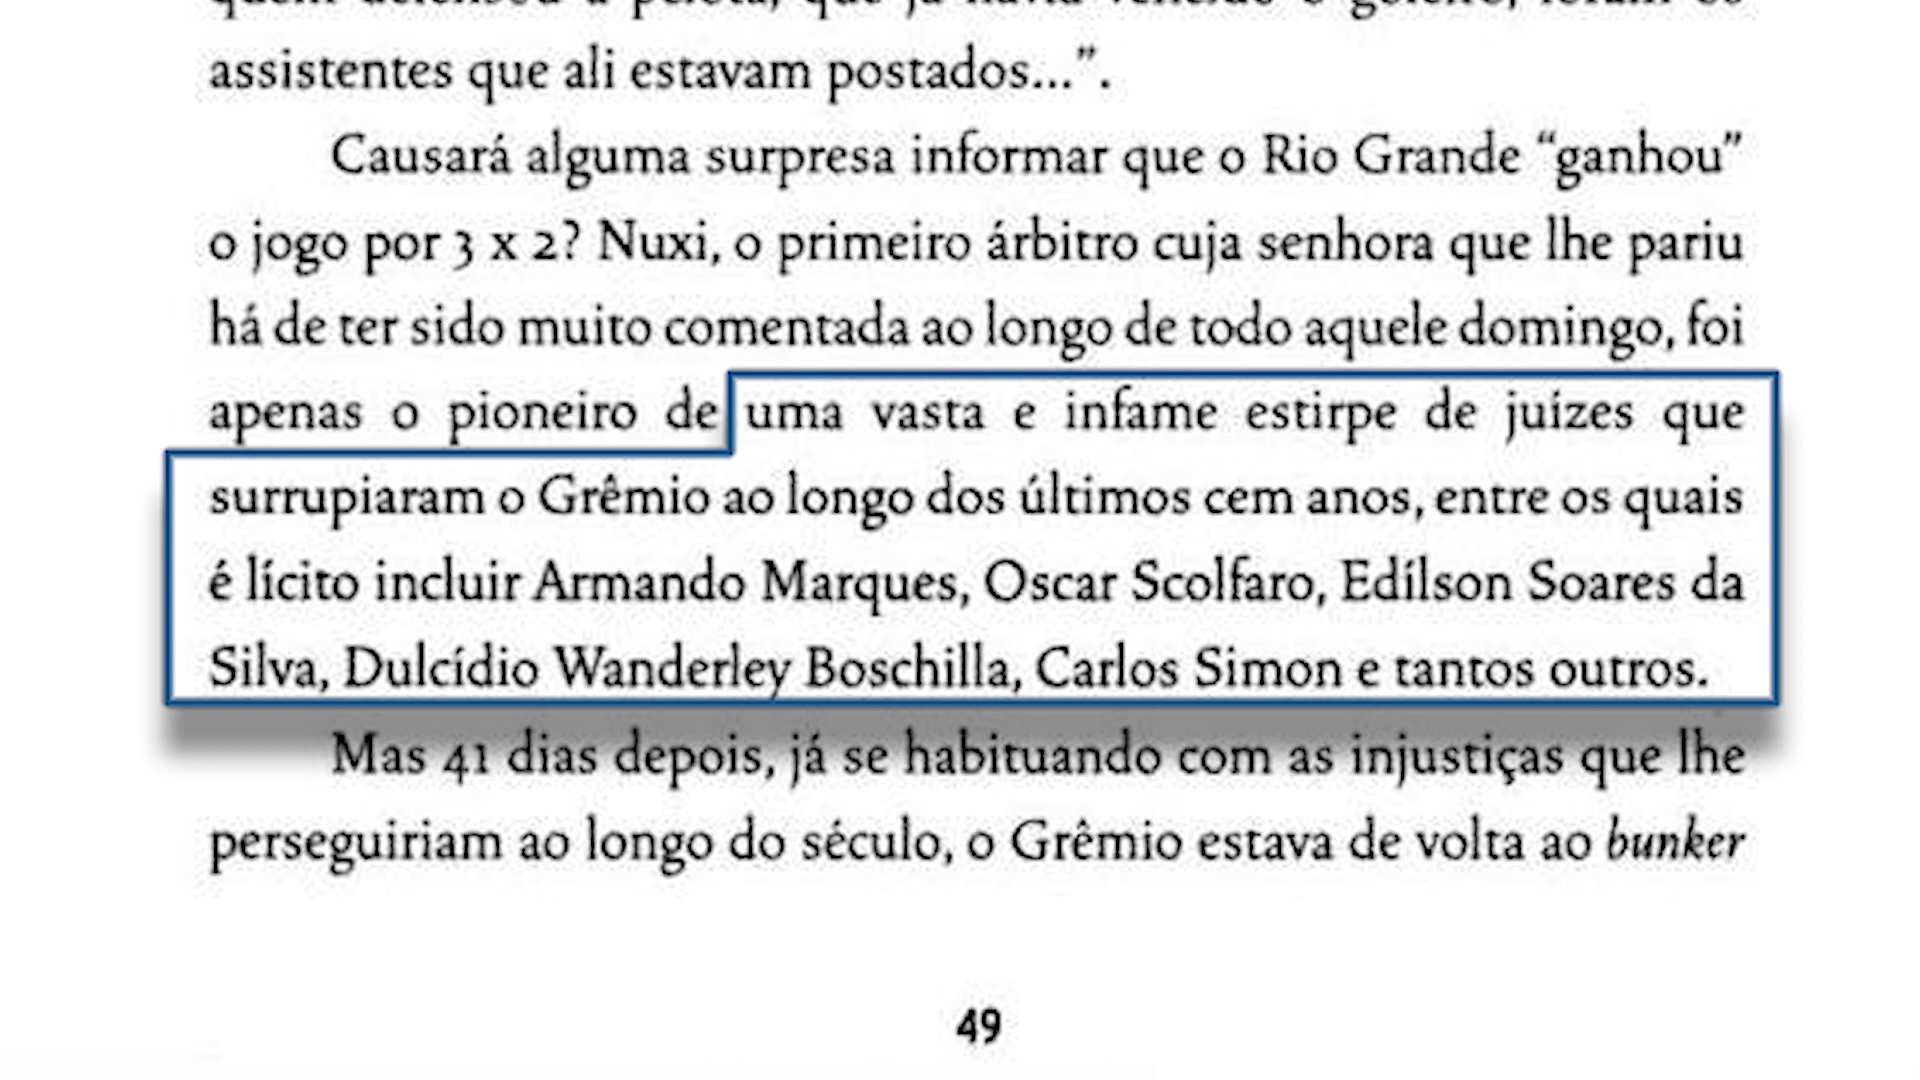 assistentes que ali estavam postados...”.
Causará alguma surpresa informar que o Rio Grande “ganhou”
o jogo por 3 x 2? Nuxi, o primeiro árbitro cuja senhora que lhe pariu
há de ter sido muito comentada ao longo de todo aquele domingo, foi
apenas o pioneiro de uma vasta e infame estirpe de juízes que
surrupiaram o Grêmio ao longo dos últimos cem anos, entre os quais
é lícito incluir Armando Marques, Oscar Scolfaro, Edílson Soares da
Silva, Dulcídio Wanderley Boschilla, Carlos Simon e tantos outros.
Mas 41 dias depois, já se habituando com as injustiças que lhe
perseguiriam ao longo do século, o Grêmio estava de volta ao bunker
49